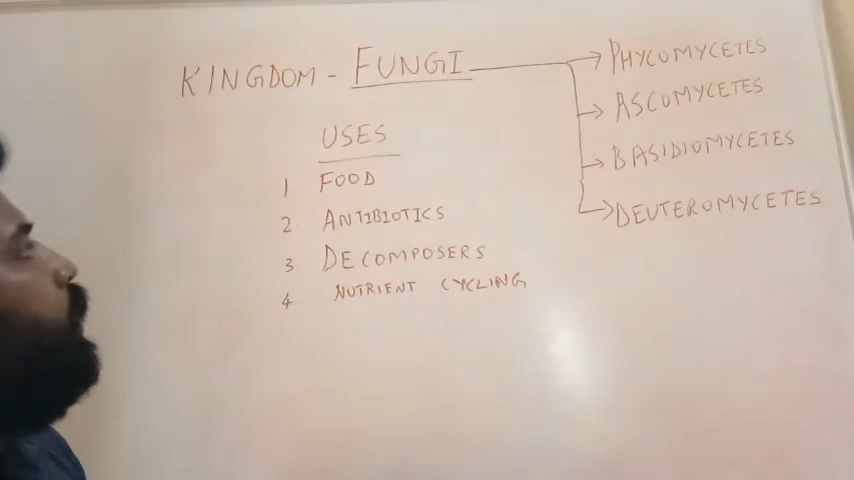 KINGDOM - FUNGI
PHYCOMYCETES
ASCOMYCETES
BASIDIOMYCETES
DEUTEROMYCETES
USES
1 FOOD
2. ANTIBIOTICS
3 DECOMPOSERS
4. NUTRIENT CYCLING